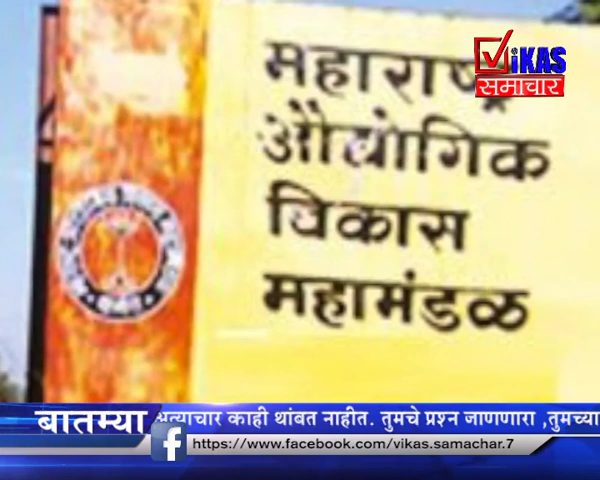 ViKAS
समाचार
महाराष्ट्र
औद्योगिक
विकास
महामंडळ
बातम्या
अत्याचार काही थांबत नाहीत. तुमचे प्रश्न जाणणारा ,तुमच्या
https://www.facebook.com/vikas.samachar.7